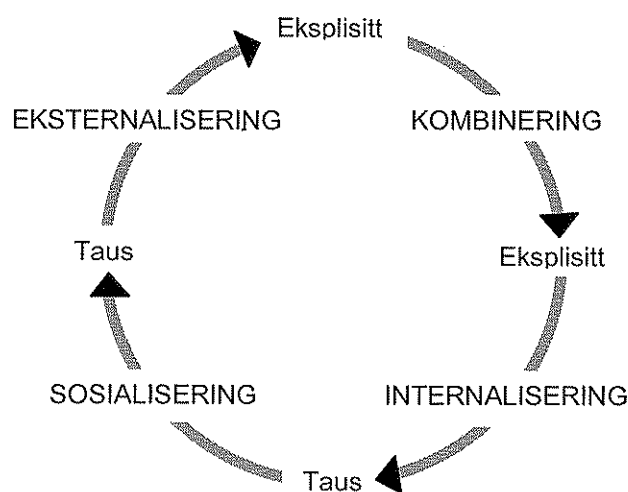 Eksplisitt
EKSTERNALISERING
KOMBINERING
Taus
Eksplisitt
SOSIALISERING
INTERNALISERING
Taus